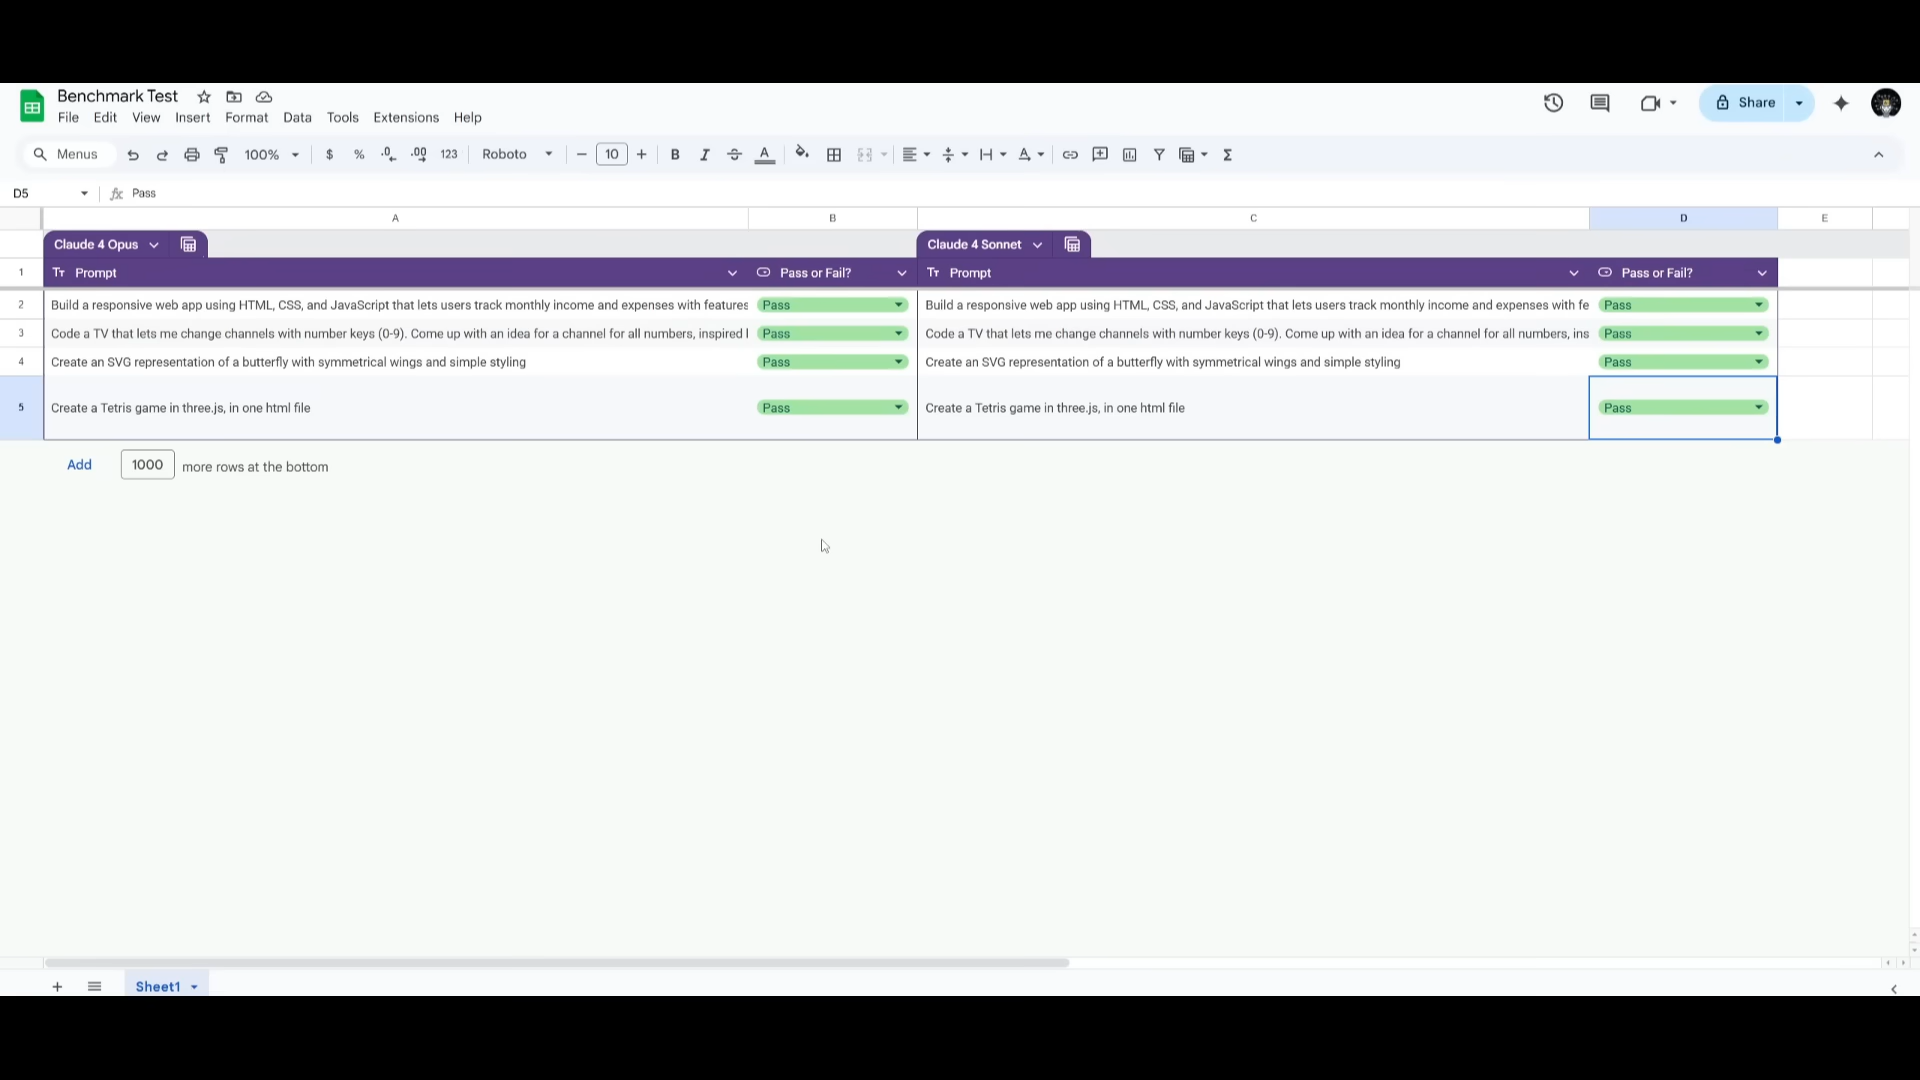 Benchmark Test
File Edit View Insert Format Data Tools Extensions Help
Share
Menus 100% $ % .0 .00 123 Roboto 10 B I A
D5 fx Pass
A B C D E
Claude 4 Opus Claude 4 Sonnet
1 Tт Prompt Pass or Fail? Tт Prompt Pass or Fail?
2 Build a responsive web app using HTML, CSS, and JavaScript that lets users track monthly income and expenses with features Pass Build a responsive web app using HTML, CSS, and JavaScript that lets users track monthly income and expenses with fe Pass
3 Code a TV that lets me change channels with number keys (0-9). Come up with an idea for a channel for all numbers, inspired Pass Code a TV that lets me change channels with number keys (0-9). Come up with an idea for a channel for all numbers, ins Pass
4 Create an SVG representation of a butterfly with symmetrical wings and simple styling Pass Create an SVG representation of a butterfly with symmetrical wings and simple styling Pass
5 Create a Tetris game in three.js, in one html file Pass Create a Tetris game in three.js, in one html file Pass
Add 1000 more rows at the bottom
Sheet1